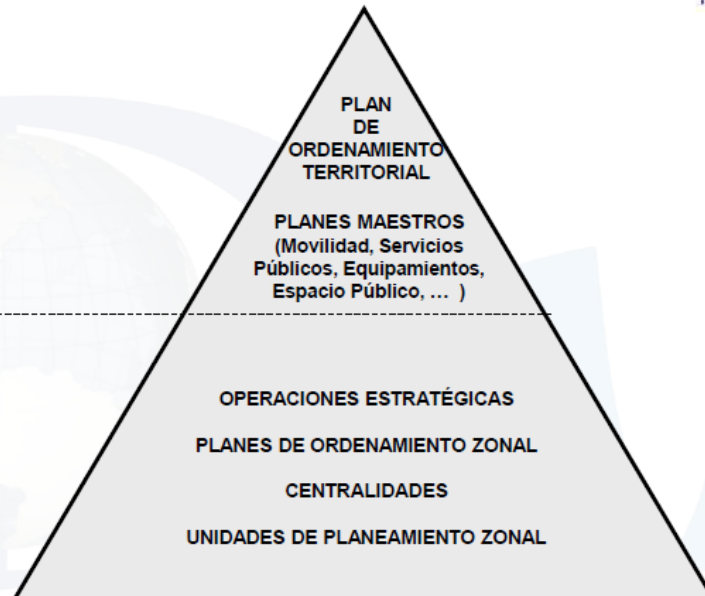 PLAN
DE
ORDENAMIENTO
TERRITORIAL
PLANES MAESTROS
(Movilidad, Servicios
Públicos, Equipamientos,
Espacio Público, … )
OPERACIONES ESTRATÉGICAS
PLANES DE ORDENAMIENTO ZONAL
CENTRALIDADES
UNIDADES DE PLANEAMIENTO ZONAL